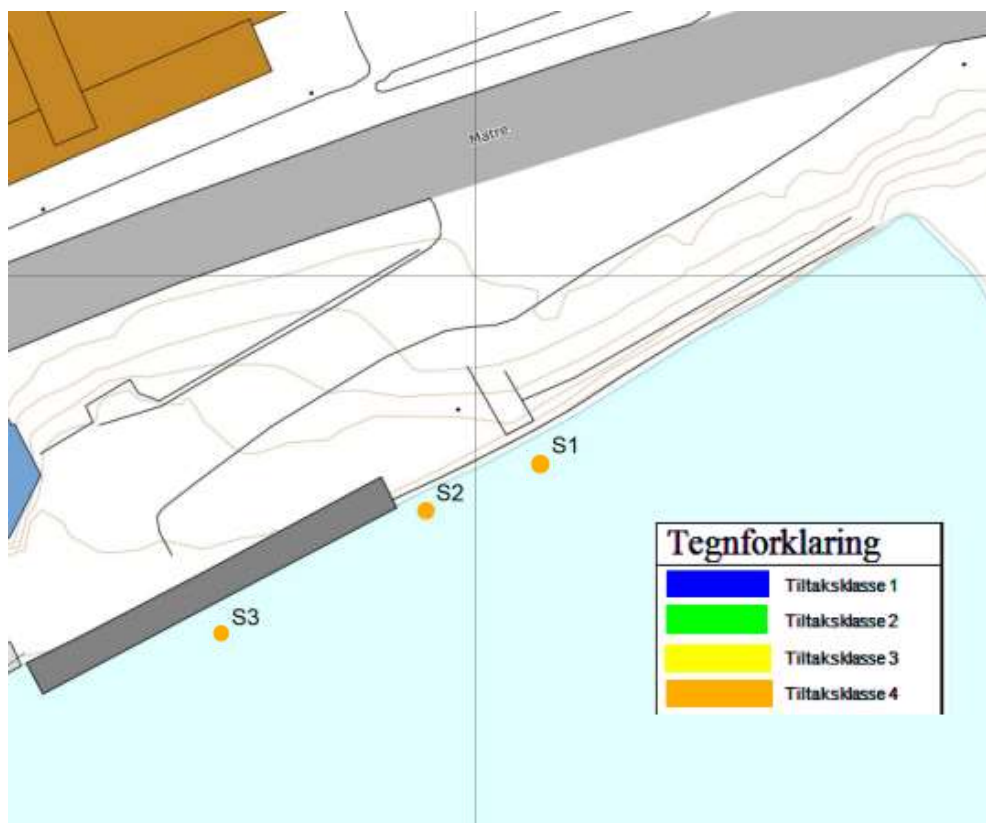 Matre
S1
S2
S3
Tegnforklaring
Tiltaksklasse 1
Tiltaksklasse 2
Tiltaksklasse 3
Tiltaksklasse 4